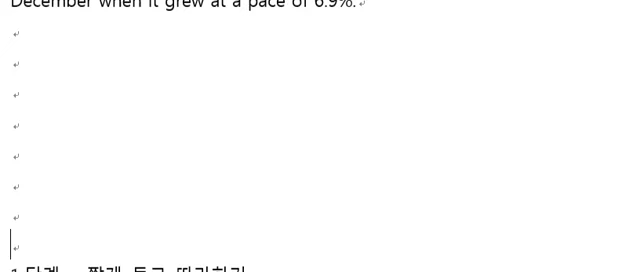 December when it grew at a pace of 6.9%.
1 단계 – 짧게 듣고 따라하기